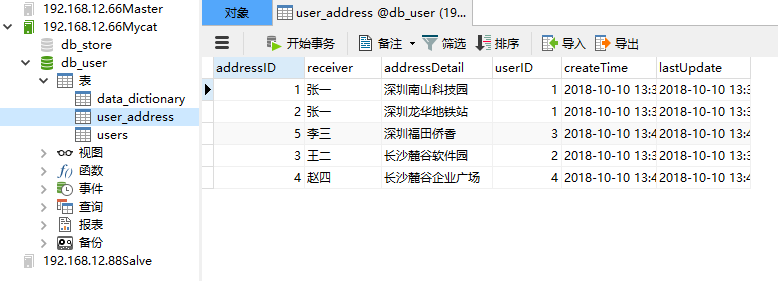 192.168.12.66Master
192.168.12.66Mycat
db_store
db_user
表
data_dictionary
user_address
users
视图
函数
事件
查询
报表
备份
192.168.12.88Salve
对象 user_address @db_user (19...
开始事务 备注 筛选 排序 导入 导出
addressID receiver addressDetail userID createTime lastUpdate
1 张一 深圳南山科技园 1 2018-10-10 13:3 2018-10-10 13:3
2 张一 深圳龙华地铁站 1 2018-10-10 13:3 2018-10-10 13:3
5 李三 深圳福田侨香 3 2018-10-10 13:4 2018-10-10 13:4
3 王二 长沙麓谷软件园 2 2018-10-10 13:3 2018-10-10 13:3
4 赵四 长沙麓谷企业广场 4 2018-10-10 13:4 2018-10-10 13:4